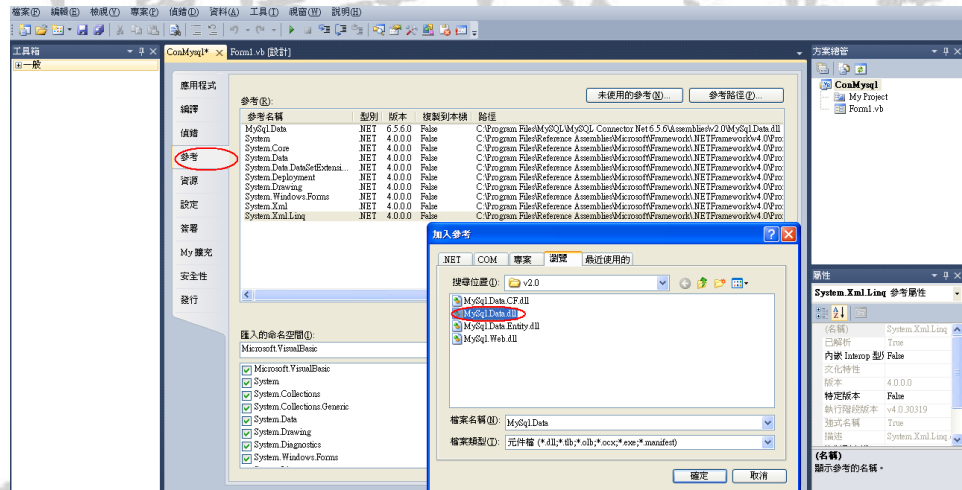 檔案(F) 編輯(E) 檢視(V) 專案(P) 偵錯(D) 資料(A) 工具(T) 視窗(W) 說明(H)
工具箱
一般
ConMysql*
Form1.vb [設計]
應用程式
編譯
偵錯
參考
資源
設定
簽署
My 擴充
安全性
發行
參考(R):
未使用的參考(N)...
參考路徑(P)...
參考名稱 型別 版本 複製到本機 路徑
MySql.Data .NET 6.5.6.0 False C:\Program Files\MySQL\MySQL Connector Net 6.5.6\Assemblies\v2.0\MySql.Data.dll
System .NET 4.0.0.0 False C:\Program Files\Reference Assemblies\Microsoft\Framework\.NETFramework\v4.0\Pro
System.Core .NET 4.0.0.0 False C:\Program Files\Reference Assemblies\Microsoft\Framework\.NETFramework\v4.0\Pro
System.Data .NET 4.0.0.0 False C:\Program Files\Reference Assemblies\Microsoft\Framework\.NETFramework\v4.0\Pro
System.Data.DataSetExtensi... .NET 4.0.0.0 False C:\Program Files\Reference Assemblies\Microsoft\Framework\.NETFramework\v4.0\Pro
System.Deployment .NET 4.0.0.0 False C:\Program Files\Reference Assemblies\Microsoft\Framework\.NETFramework\v4.0\Pro
System.Drawing .NET 4.0.0.0 False C:\Program Files\Reference Assemblies\Microsoft\Framework\.NETFramework\v4.0\Pro
System.Windows.Forms .NET 4.0.0.0 False C:\Program Files\Reference Assemblies\Microsoft\Framework\.NETFramework\v4.0\Pro
System.Xml .NET 4.0.0.0 False C:\Program Files\Reference Assemblies\Microsoft\Framework\.NETFramework\v4.0\Pro
System.Xml.Linq .NET 4.0.0.0 False C:\Program Files\Reference Assemblies\Microsoft\Framework\.NETFramework\v4.0\Pro
匯入的命名空間(I):
Microsoft.VisualBasic
Microsoft.VisualBasic
System
System.Collections
System.Collections.Generic
System.Data
System.Drawing
System.Diagnostics
System.Windows.Forms
加入參考
.NET COM 專案 瀏覽 最近使用的
搜尋位置(I): v2.0
MySql.Data.CF.dll
MySql.Data.dll
MySql.Data.Entity.dll
MySql.Web.dll
檔案名稱(N): MySql.Data
檔案類型(T): 元件檔 (*.dll;*.tlb;*.olb;*.ocx;*.exe;*.manifest)
確定 取消
方案總管
ConMysql
My Project
Form1.vb
屬性
System.Xml.Linq 參考屬性
(名稱) System.Xml.Linq
已解析 True
內嵌 Interop 型別 False
文化特性
版本 4.0.0.0
特定版本 False
執行階段版本 v4.0.30319
強式名稱 True
描述 System.Xml.Linq
(名稱)
顯示參考的名稱。